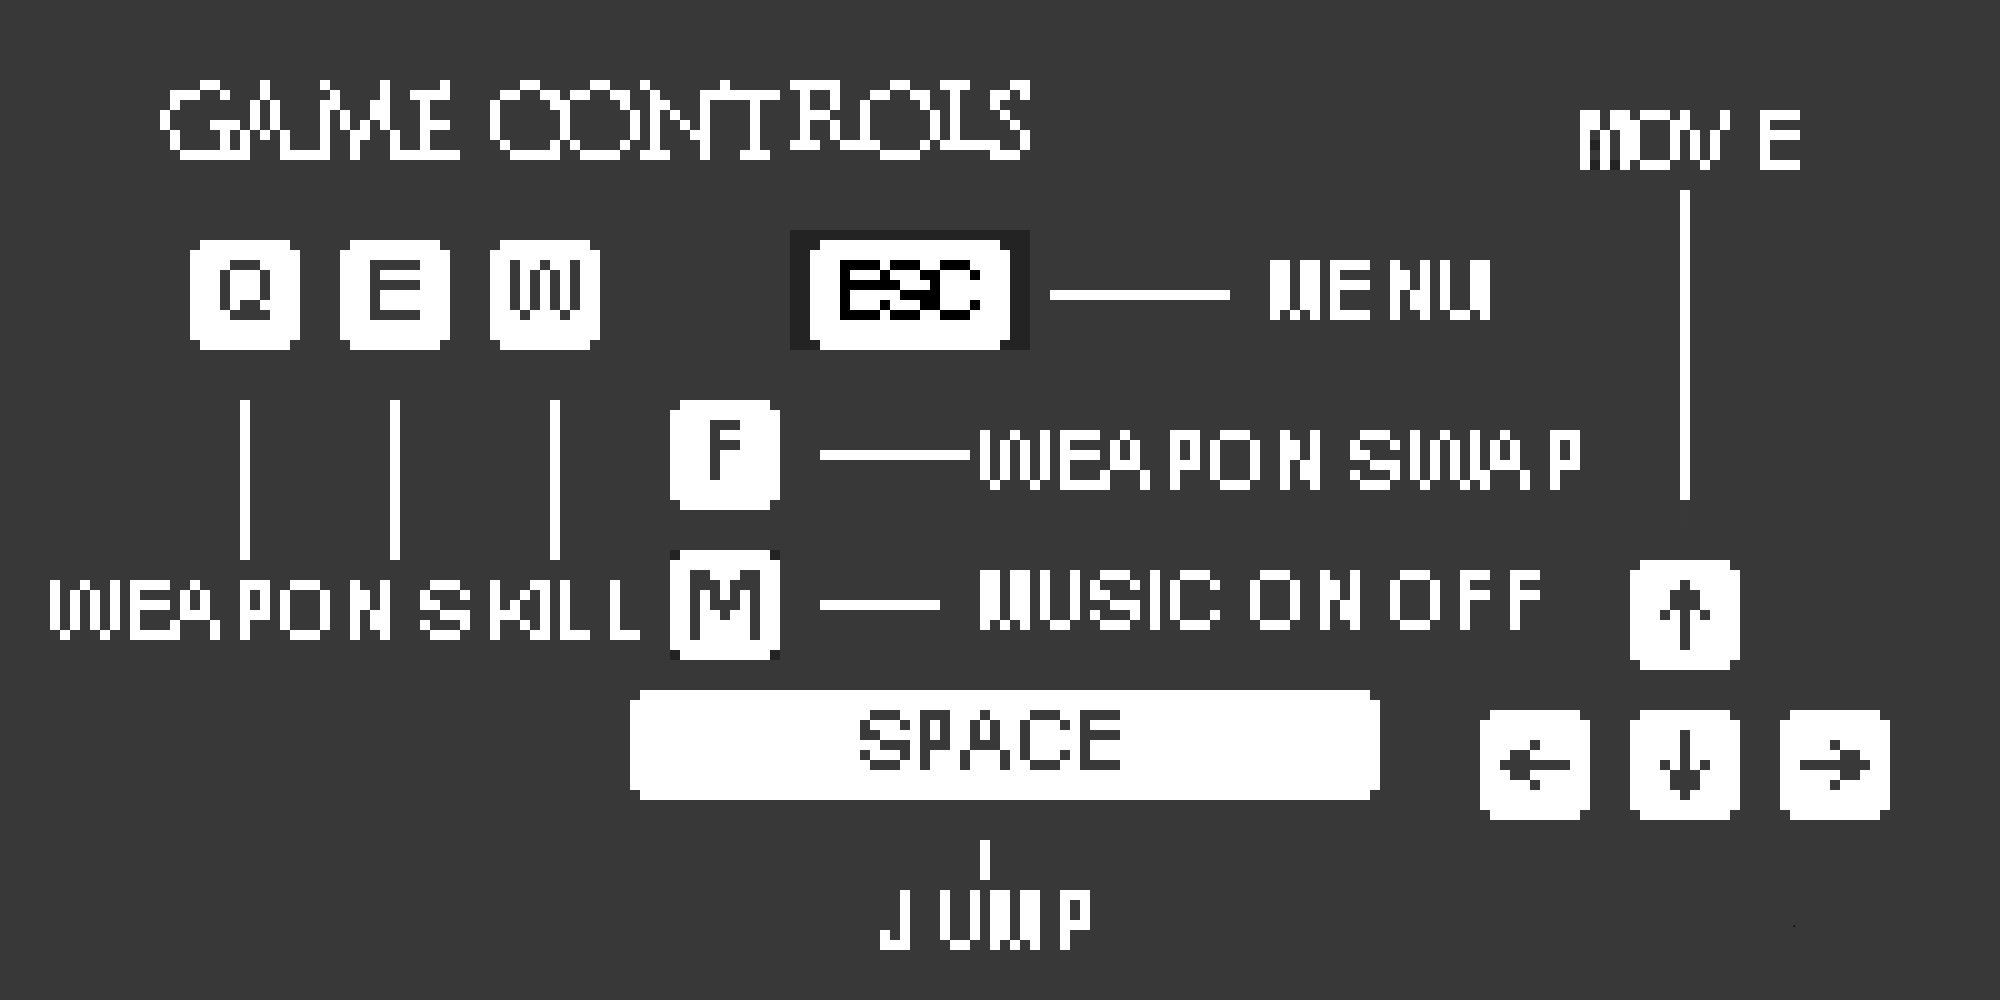 GAME CONTROLS
MOVE
Q E W
ESC MENU
F WEAPON SWAP
WEAPON SKILL
M MUSIC ON OFF
↑
SPACE
← ↓ →
JUMP